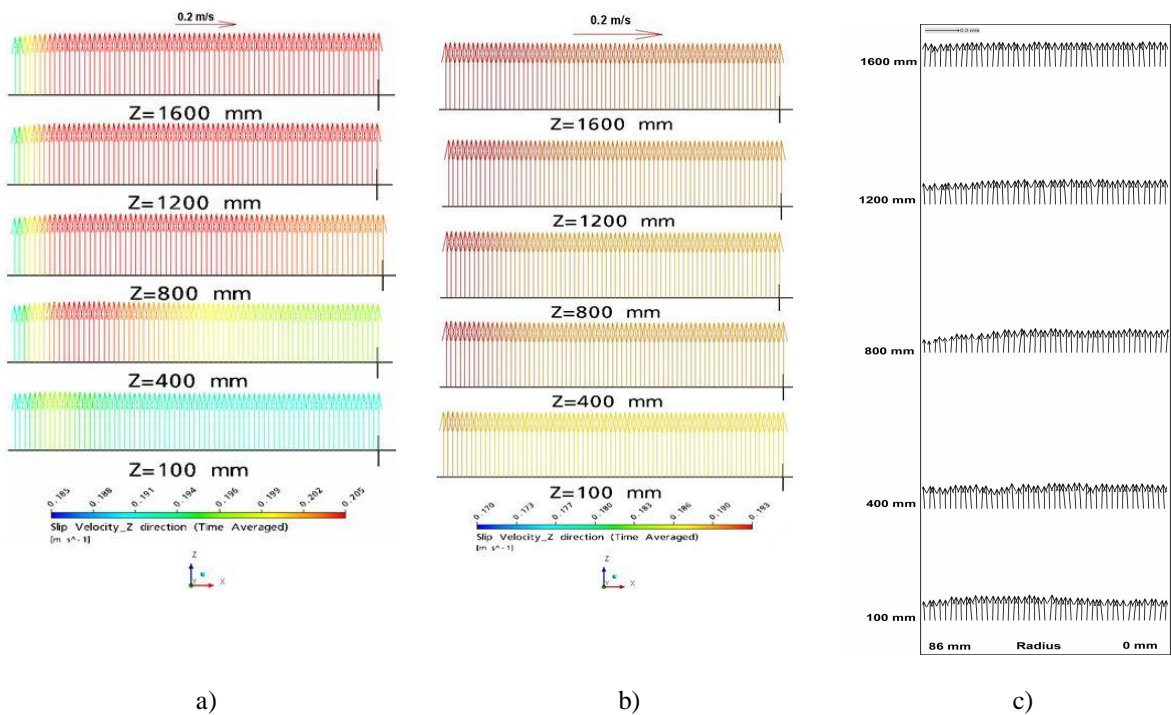 0.2 m/s
Z=1600 mm
Z=1200 mm
Z=800 mm
Z=400 mm
Z=100 mm
0.185 0.188 0.191 0.194 0.196 0.199 0.202 0.205
Slip Velocity_Z direction (Time Averaged)
[m s^-1]
Z
Y
X
a)
0.2 m/s
Z=1600 mm
Z=1200 mm
Z=800 mm
Z=400 mm
Z=100 mm
0.170 0.173 0.177 0.180 0.183 0.186 0.190 0.193
Slip Velocity_Z direction (Time Averaged)
[m s^-1]
Z
Y
X
b)
0.2 m/s
1600 mm
1200 mm
800 mm
400 mm
100 mm
86 mm Radius 0 mm
c)